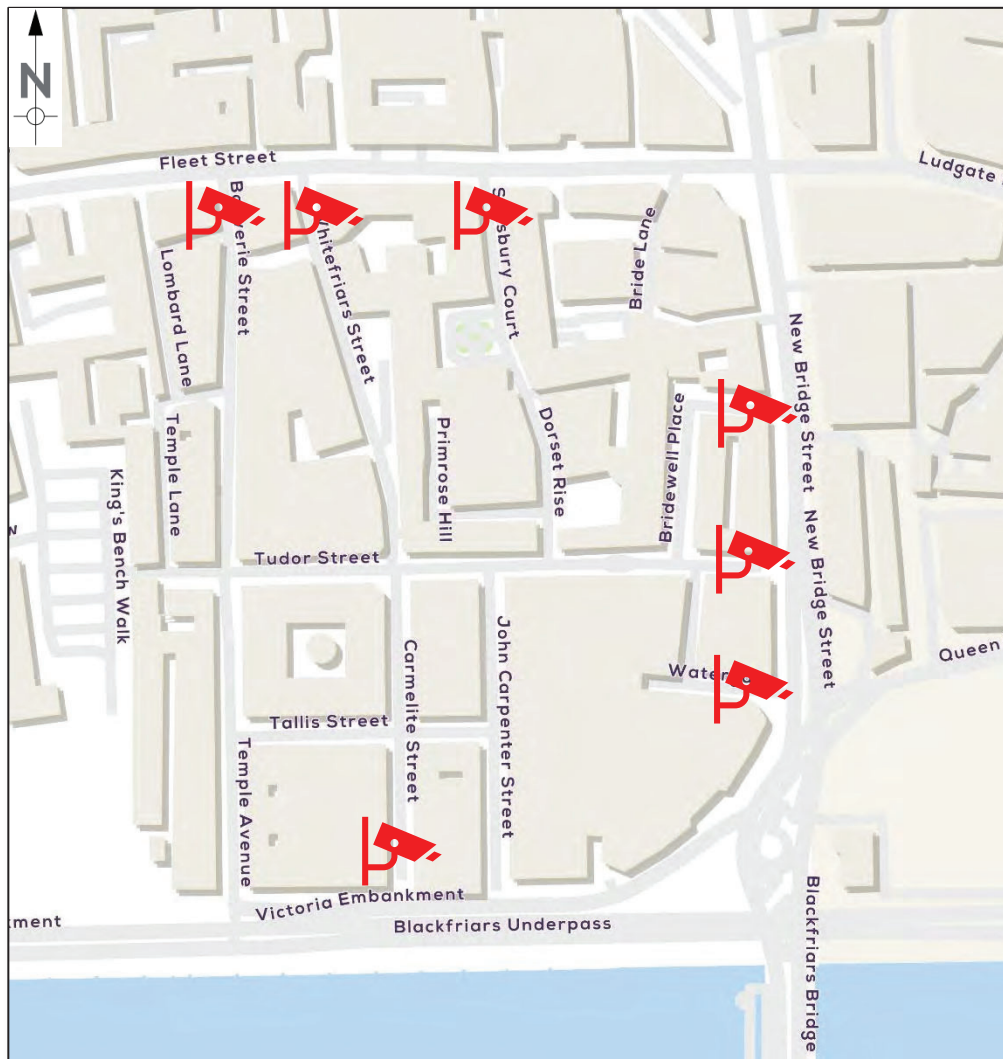 N
Fleet Street
Ludgate
Street
Whitefriars Street
Court
Bride Lane
Lombard Lane
New Bridge Street
Temple Lane
Primrose Hill
Dorset Rise
Bridewell Place
King's Bench Walk
New Bridge Street
Tudor Street
Queen
Carmelite Street
John Carpenter Street
Tallis Street
Temple Avenue
Victoria Embankment
Blackfriars Underpass
Blackfriars Bridge